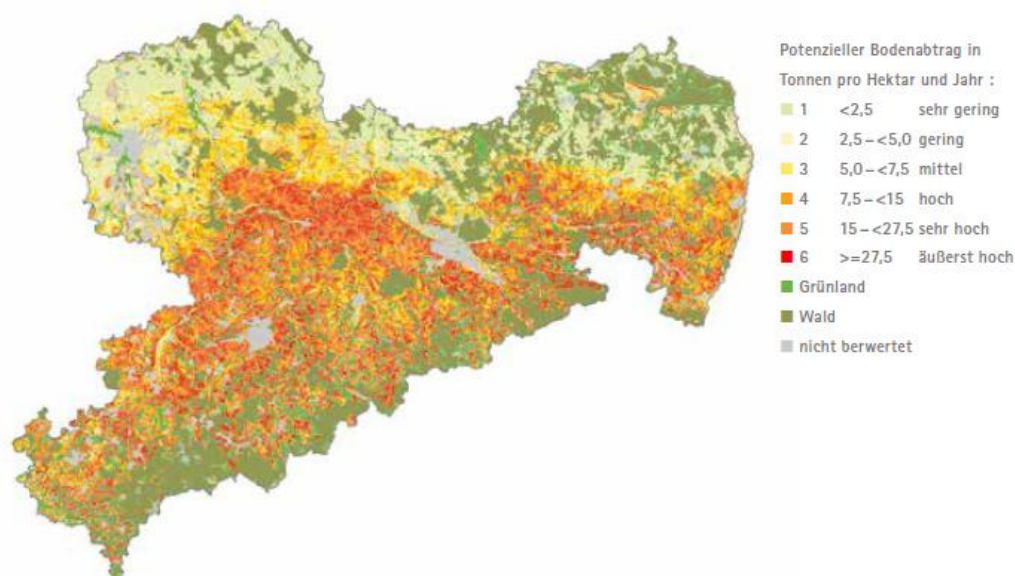 Potenzieller Bodenabtrag in
Tonnen pro Hektar und Jahr :
1 <2,5 sehr gering
2 2,5–<5,0 gering
3 5,0–<7,5 mittel
4 7,5–<15 hoch
5 15–<27,5 sehr hoch
6 >=27,5 äußerst hoch
Grünland
Wald
nicht berwertet